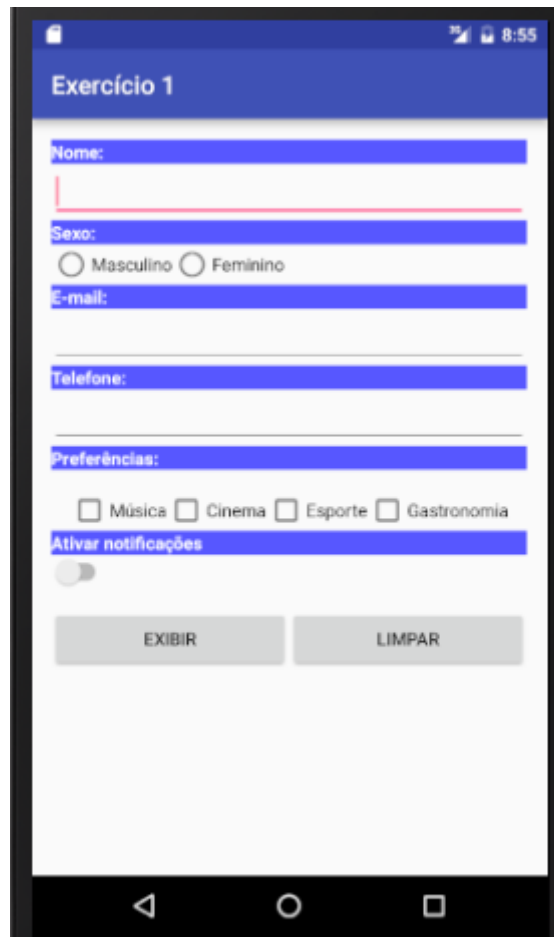 8:55
Exercício 1
Nome:
Sexo:
Masculino Feminino
E-mail:
Telefone:
Preferências:
Música Cinema Esporte Gastronomia
Ativar notificações
EXIBIR LIMPAR